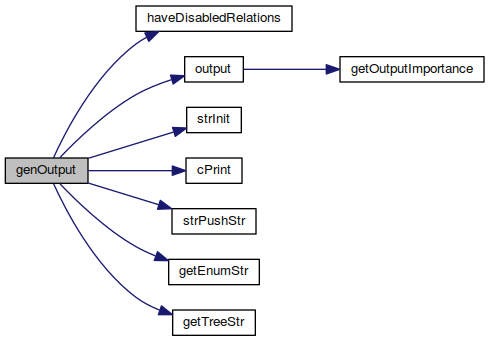 haveDisabledRelations
output
getOutputImportance
strInit
genOutput
cPrint
strPushStr
getEnumStr
getTreeStr